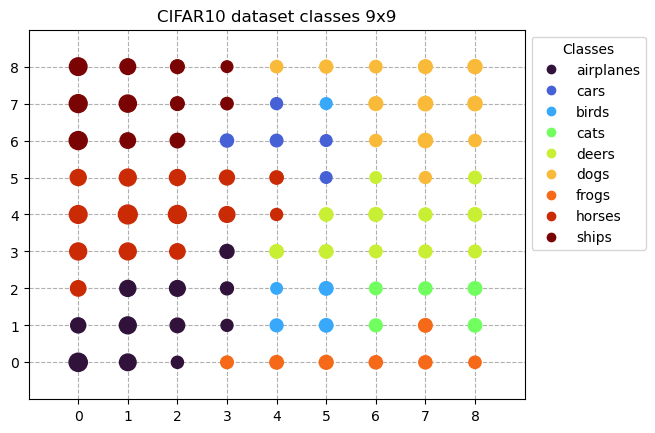 CIFAR10 dataset classes 9x9
8
7
6
5
4
3
2
1
0
0 1 2 3 4 5 6 7 8
Classes
airplanes
cars
birds
cats
deers
dogs
frogs
horses
ships